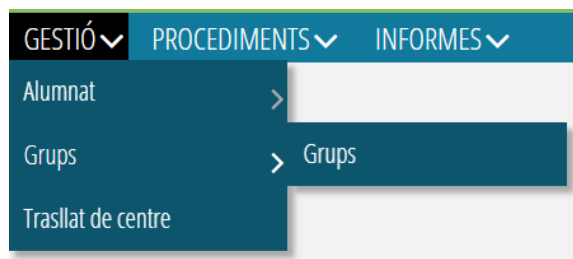 GESTIÓ PROCEDIMENTS INFORMES
Alumnat
Grups Grups
Trasllat de centre